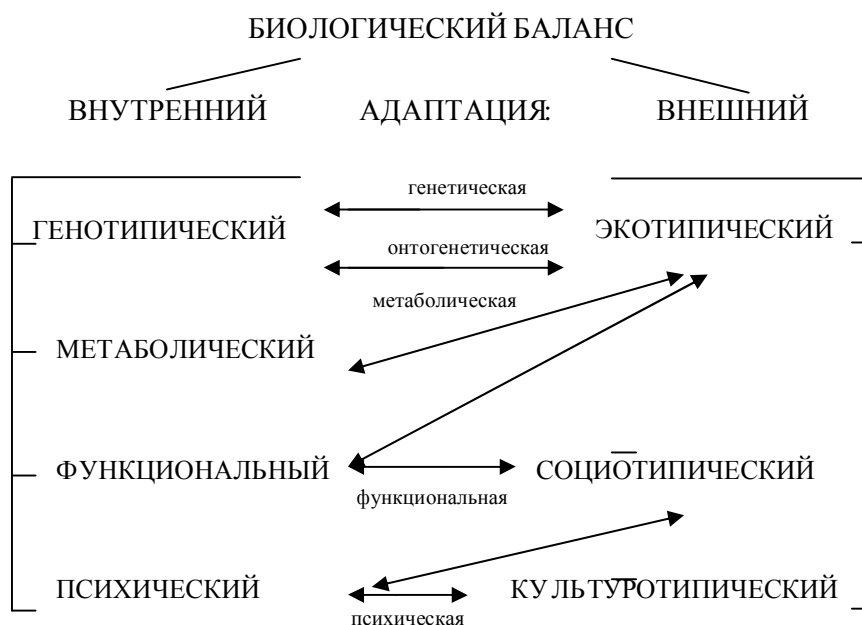 БИОЛОГИЧЕСКИЙ БАЛАНС
ВНУТРЕННИЙ АДАПТАЦИЯ: ВНЕШНИЙ
генетическая
ГЕНОТИПИЧЕСКИЙ ЭКОТИПИЧЕСКИЙ
онтогенетическая
метаболическая
МЕТАБОЛИЧЕСКИЙ
ФУНКЦИОНАЛЬНЫЙ СОЦИОТИПИЧЕСКИЙ
функциональная
ПСИХИЧЕСКИЙ КУЛЬТУРОТИПИЧЕСКИЙ
психическая